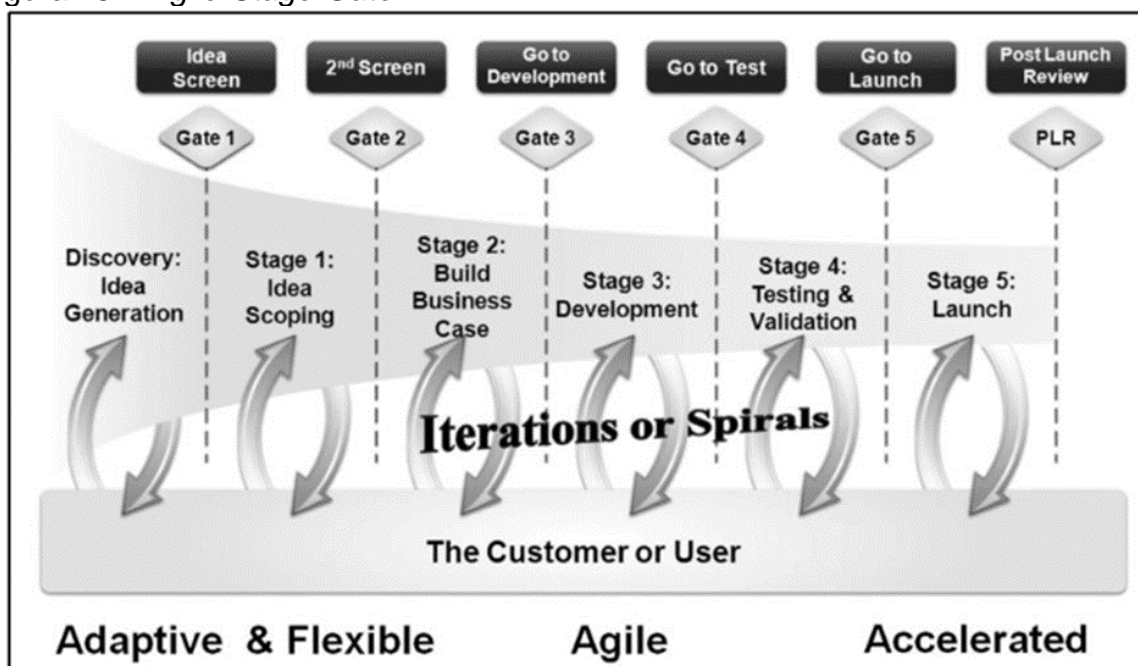 Idea
Screen
2nd Screen
Go to
Development
Go to Test
Go to
Launch
Post Launch
Review
Gate 1
Gate 2
Gate 3
Gate 4
Gate 5
PLR
Discovery:
Idea
Generation
Stage 1:
Idea
Scoping
Stage 2:
Build
Business
Case
Stage 3:
Development
Stage 4:
Testing &
Validation
Stage 5:
Launch
Iterations or Spirals
The Customer or User
Adaptive & Flexible
Agile
Accelerated